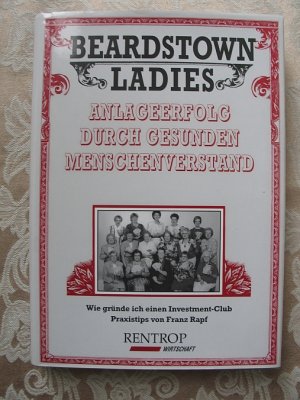 BEARDSTOWN
LADIES
ANLAGEERFOLG
DURCH GESUNDEN
MENSCHENVERSTAND
Wie gründe ich einen Investment-Club
Praxistips von Franz Rapf
RENTROP
WIRTSCHAFT